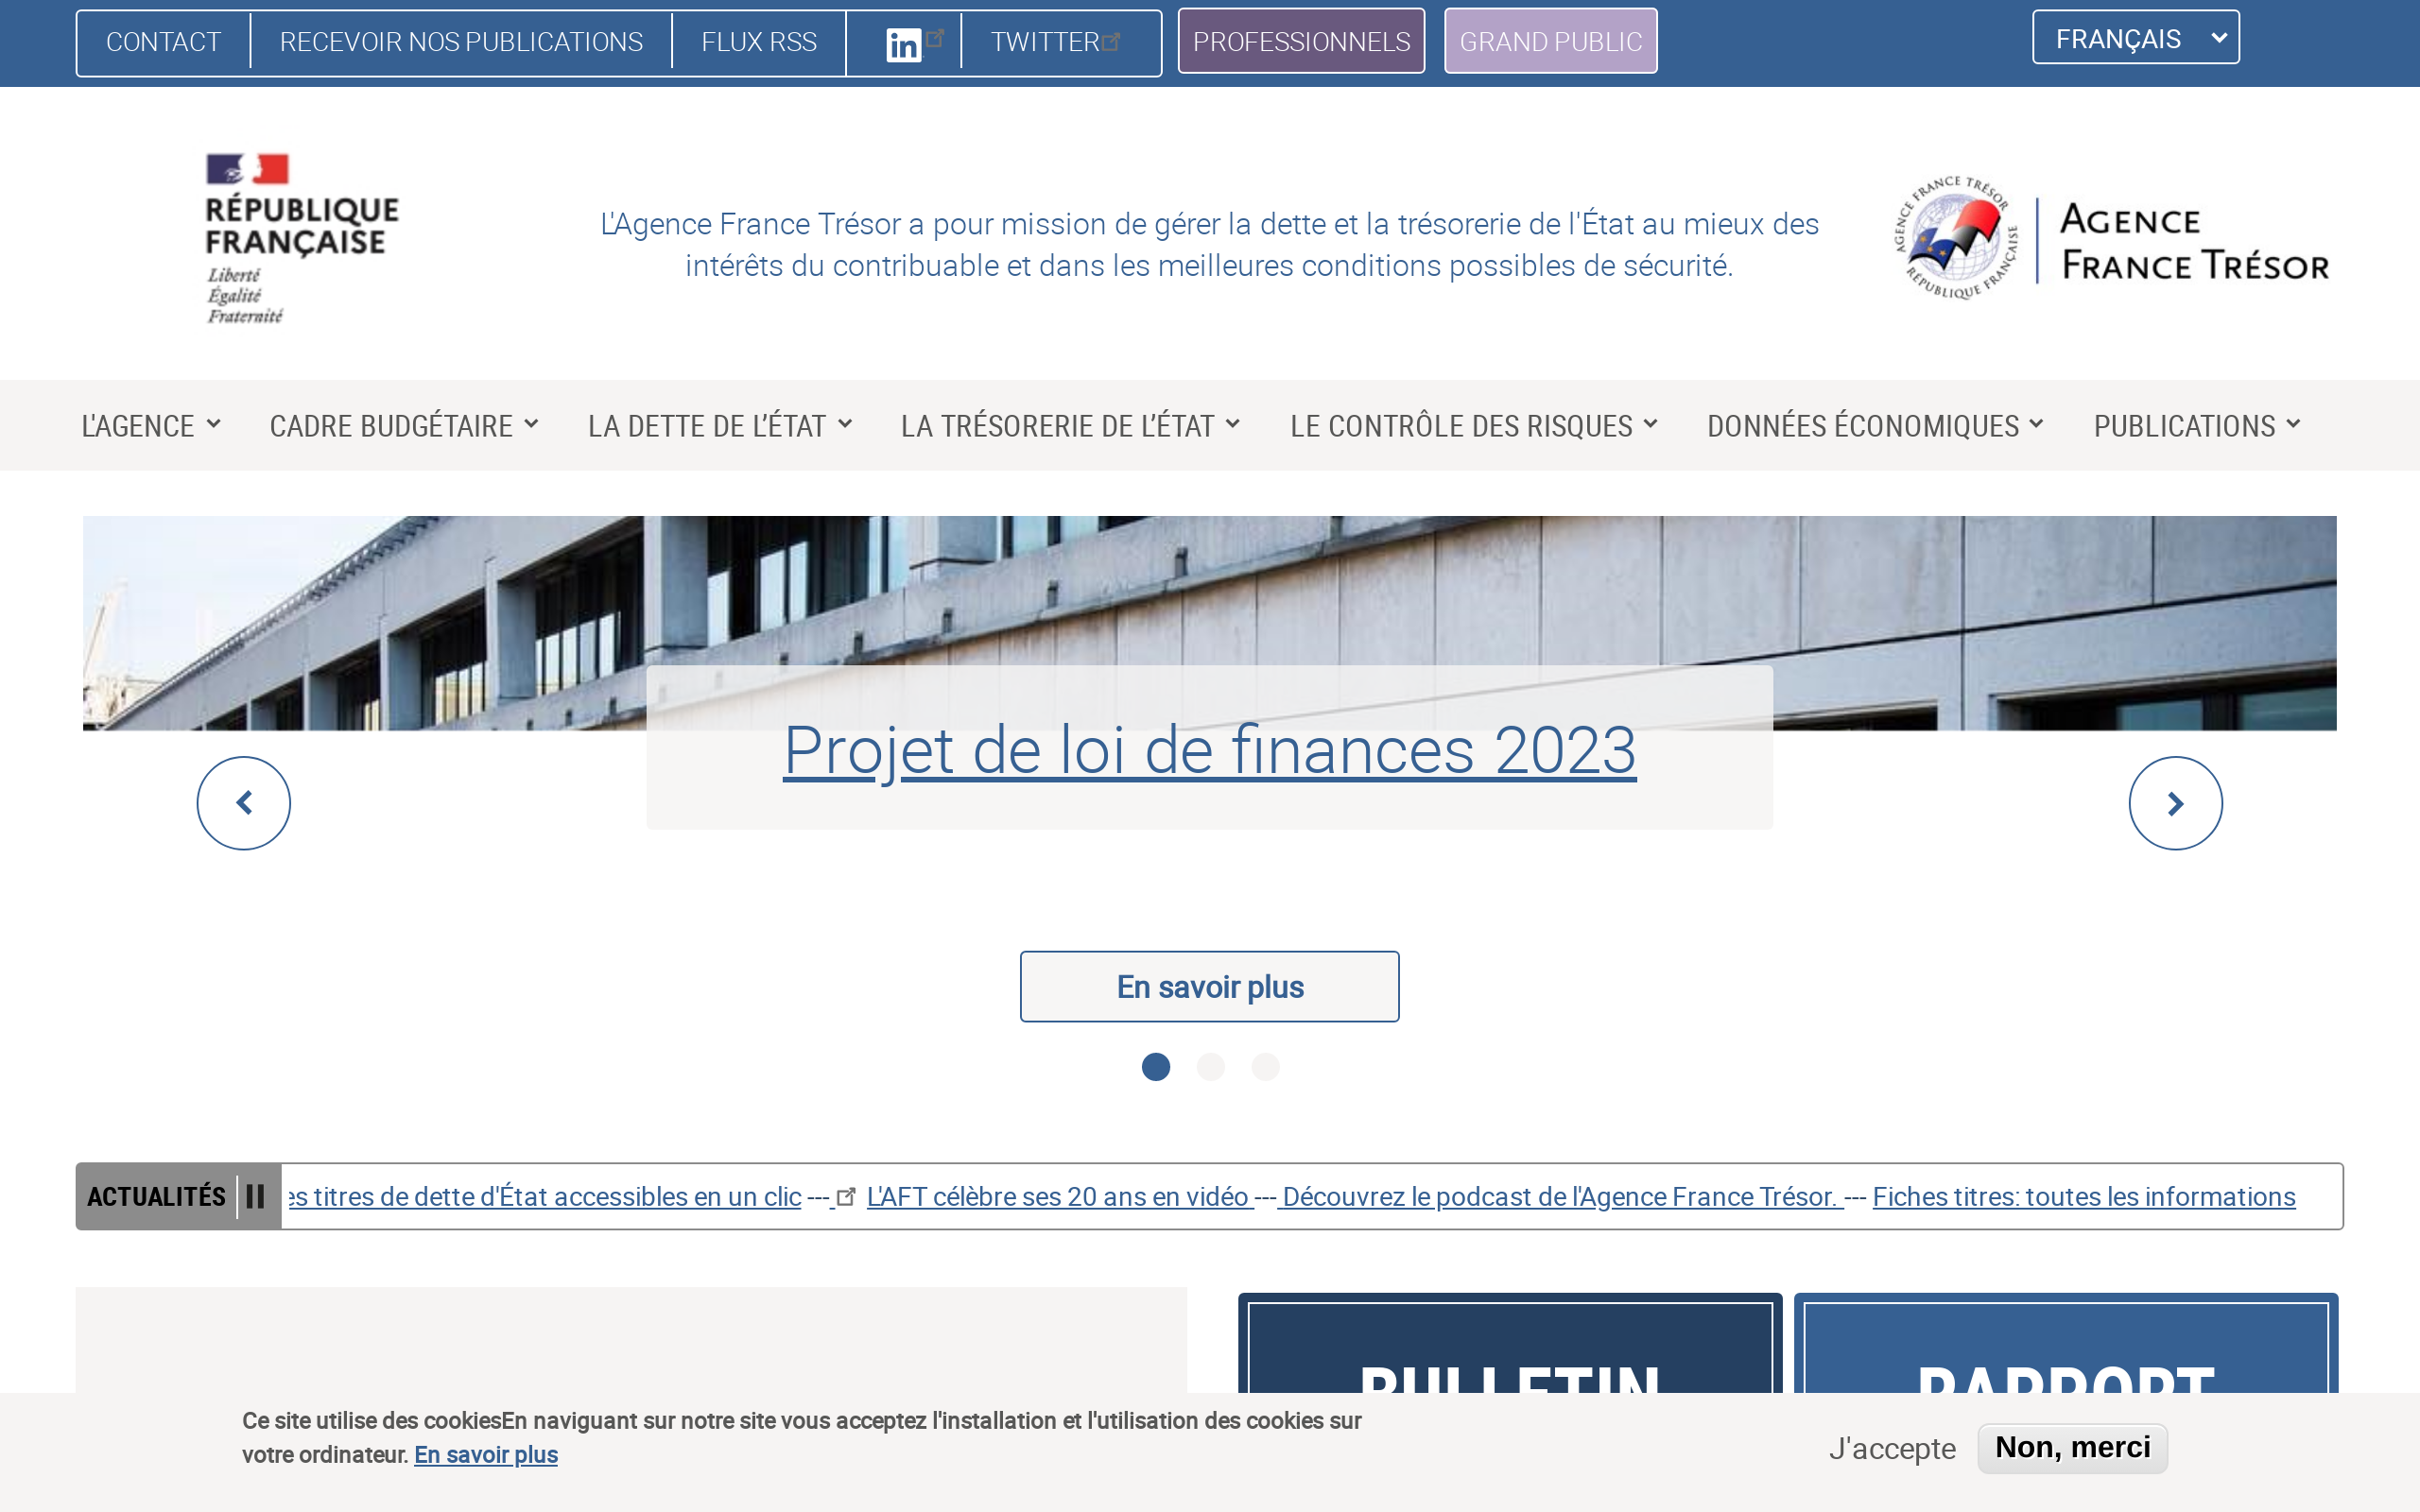 CONTACT
RECEVOIR NOS PUBLICATIONS
FLUX RSS
in
TWITTER
PROFESSIONNELS
GRAND PUBLIC
FRANÇAIS
RÉPUBLIQUE
FRANÇAISE
Liberté
Égalité
Fraternité
L'Agence France Trésor a pour mission de gérer la dette et la trésorerie de l'État au mieux des
intérêts du contribuable et dans les meilleures conditions possibles de sécurité.
AGENCE FRANCE TRÉSOR
RÉPUBLIQUE FRANÇAISE
AGENCE
FRANCE TRÉSOR
L'AGENCE
CADRE BUDGÉTAIRE
LA DETTE DE L’ÉTAT
LA TRÉSORERIE DE L’ÉTAT
LE CONTRÔLE DES RISQUES
DONNÉES ÉCONOMIQUES
PUBLICATIONS
Projet de loi de finances 2023
En savoir plus
ACTUALITÉS
es titres de dette d'État accessibles en un clic --- L'AFT célèbre ses 20 ans en vidéo --- Découvrez le podcast de l'Agence France Trésor. --- Fiches titres: toutes les informations
BULLETIN
RAPPORT
Ce site utilise des cookiesEn naviguant sur notre site vous acceptez l'installation et l'utilisation des cookies sur
votre ordinateur. En savoir plus
J'accepte
Non, merci